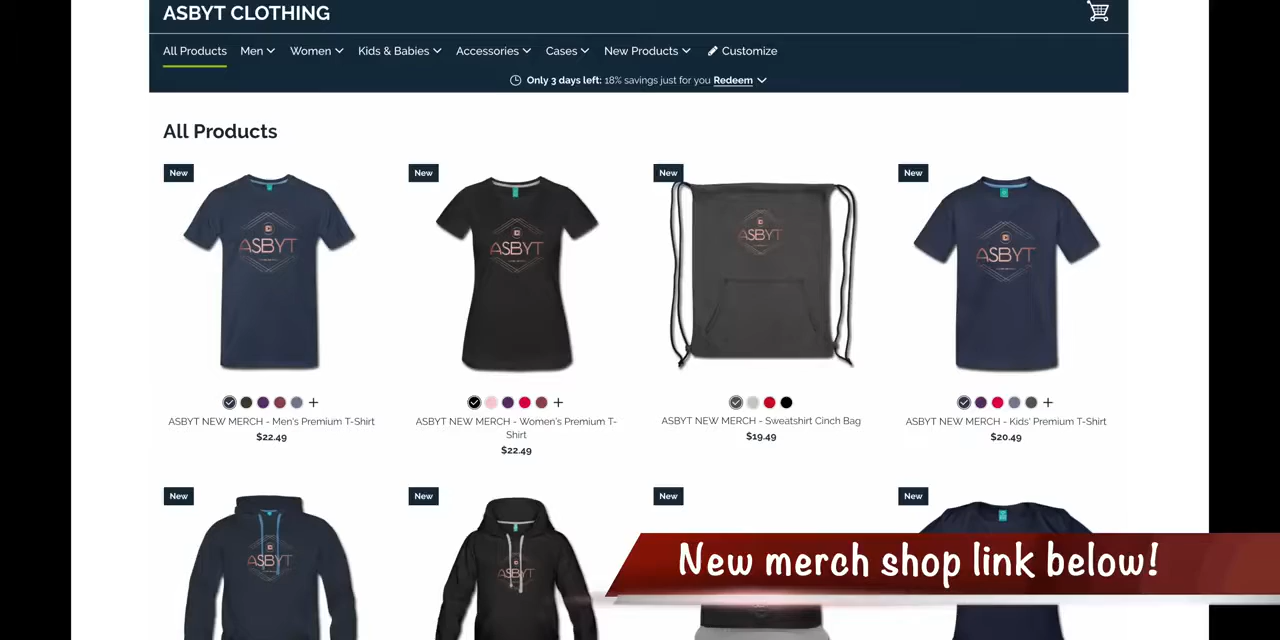 ASBYT CLOTHING
All Products Men Women Kids & Babies Accessories Cases New Products Customize
Only 3 days left: 18% savings just for you Redeem
All Products
New New New New
ASBYT ASBYT ASBYT ASBYT
ASBYT NEW MERCH - Men's Premium T-Shirt
$22.49
ASBYT NEW MERCH - Women's Premium T-
Shirt
$22.49
ASBYT NEW MERCH - Sweatshirt Cinch Bag
$19.49
ASBYT NEW MERCH - Kids' Premium T-Shirt
$20.49
New New New New
ASBYT ASBYT
New merch shop link below!